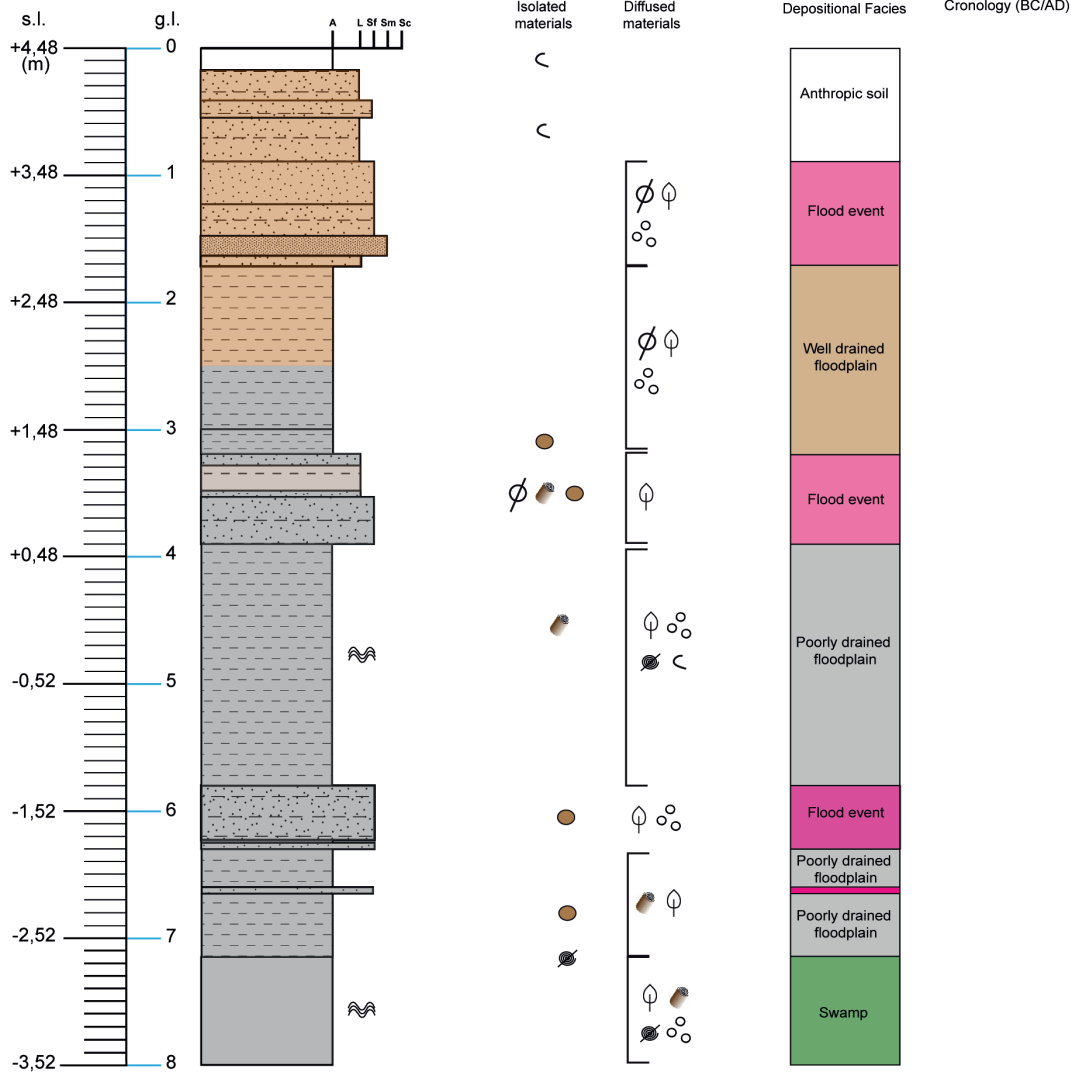 s.l.
g.l.
A L Sf Sm Sc
Isolated
materials
Diffused
materials
Depositional Facies
Cronology (BC/AD)
+4,48
(m)
0
Anthropic soil
+3,48
1
Flood event
+2,48
2
Well drained
floodplain
+1,48
3
Flood event
+0,48
4
Poorly drained
floodplain
-0,52
5
-1,52
6
Flood event
Poorly drained
floodplain
-2,52
7
Poorly drained
floodplain
Swamp
-3,52
8